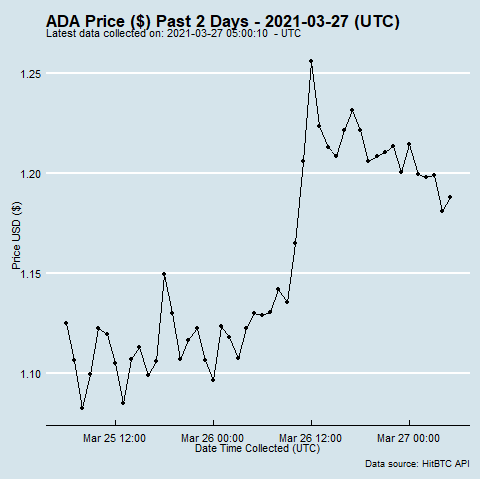 ADA Price ($) Past 2 Days - 2021-03-27 (UTC)
Latest data collected on: 2021-03-27 05:00:10 - UTC
1.25
1.20
1.15
1.10
Price USD ($)
Mar 25 12:00
Mar 26 00:00
Mar 26 12:00
Mar 27 00:00
Date Time Collected (UTC)
Data source: HitBTC API